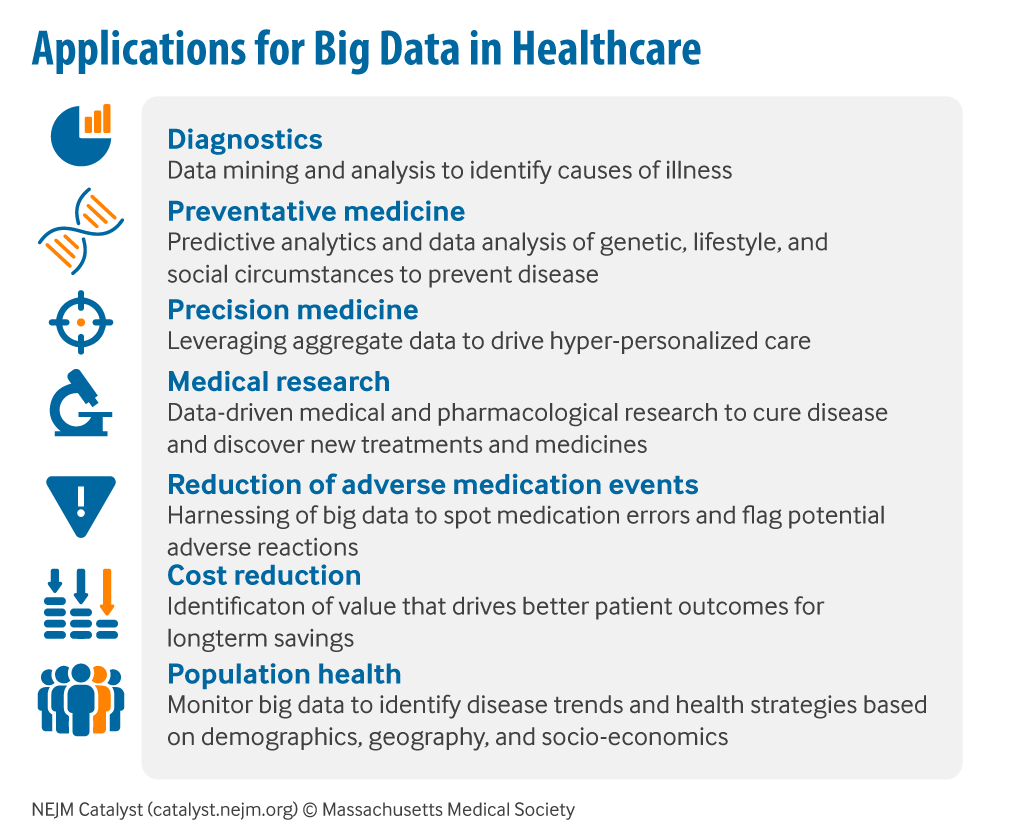 Applications for Big Data in Healthcare
Diagnostics
Data mining and analysis to identify causes of illness
Preventative medicine
Predictive analytics and data analysis of genetic, lifestyle, and
social circumstances to prevent disease
Precision medicine
Leveraging aggregate data to drive hyper-personalized care
Medical research
Data-driven medical and pharmacological research to cure disease
and discover new treatments and medicines
Reduction of adverse medication events
Harnessing of big data to spot medication errors and flag potential
adverse reactions
Cost reduction
Identificaton of value that drives better patient outcomes for
longterm savings
Population health
Monitor big data to identify disease trends and health strategies based
on demographics, geography, and socio-economics
NEJM Catalyst (catalyst.nejm.org) © Massachusetts Medical Society